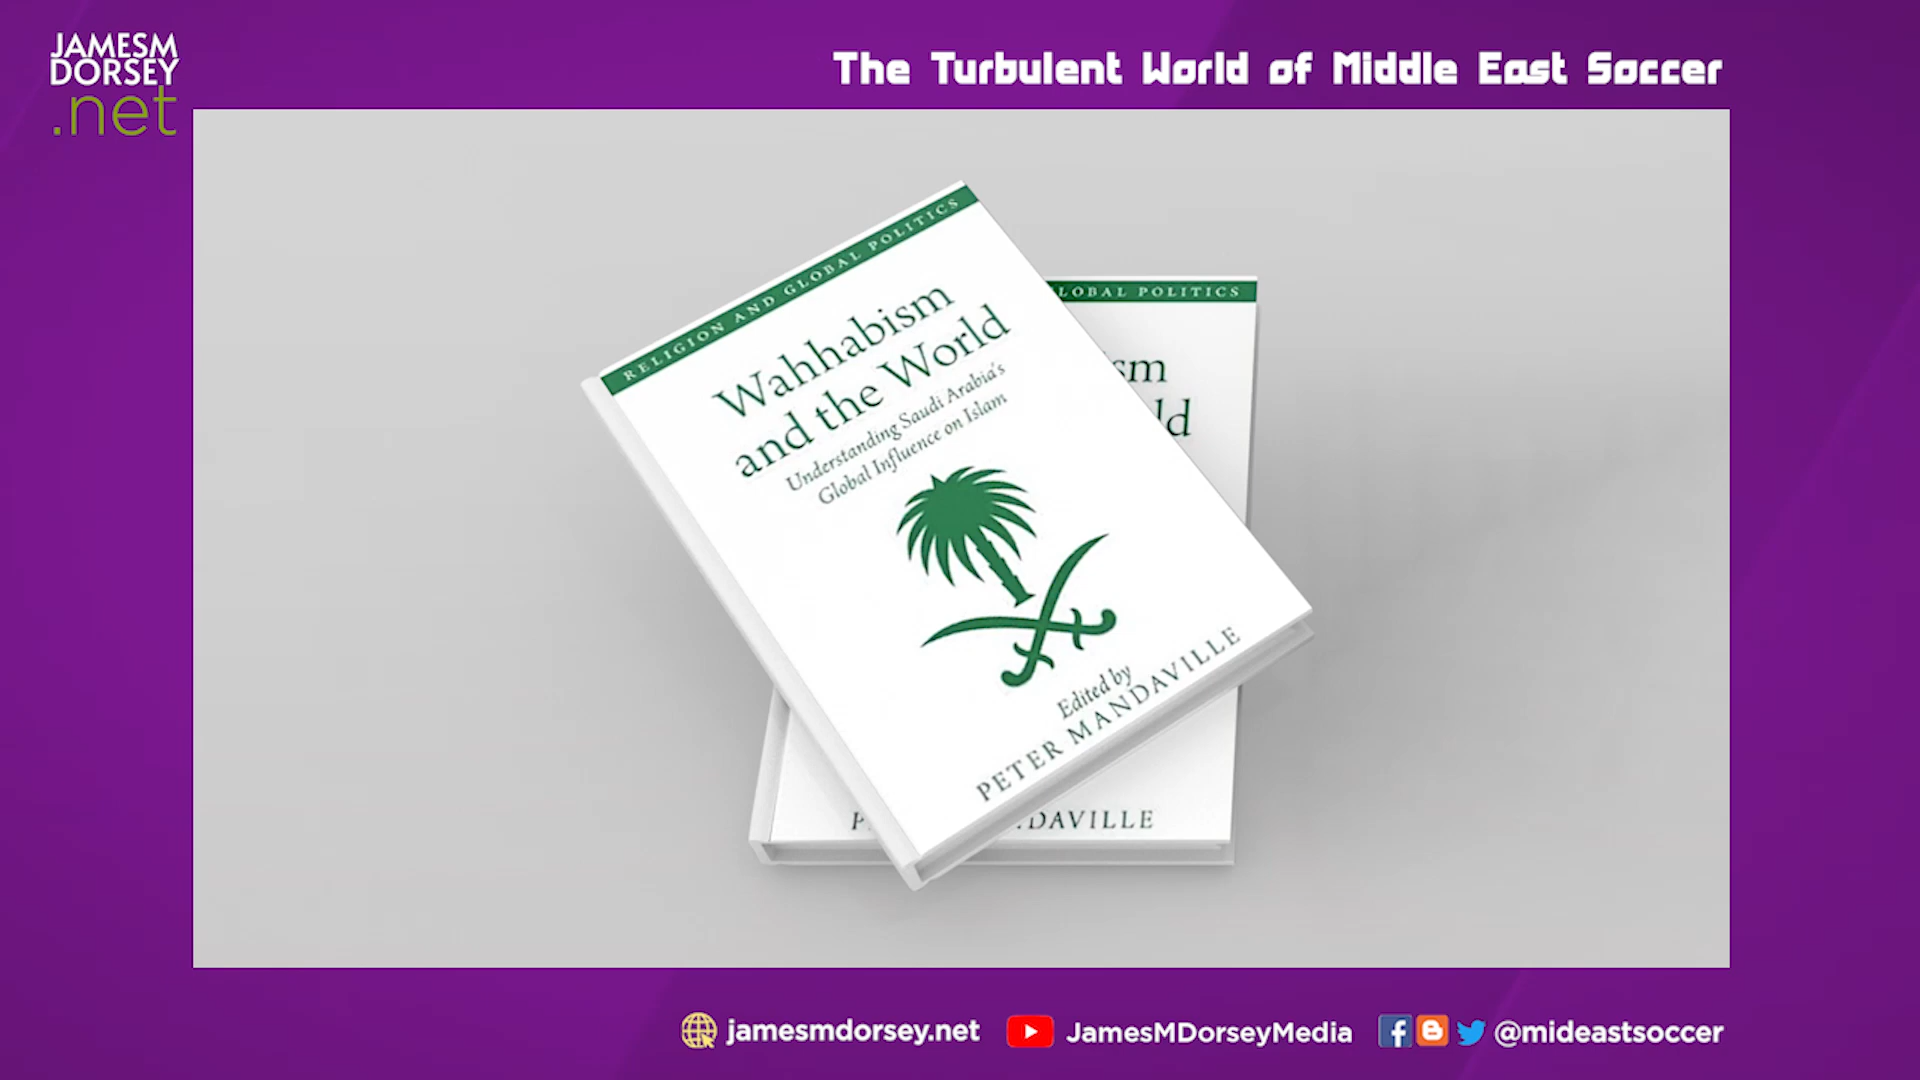 JAMESM
DORSEY
.net
The Turbulent World of Middle East Soccer
RELIGION AND GLOBAL POLITICS
Wahhabism
and the World
Understanding Saudi Arabia's
Global Influence on Islam
Edited by
PETER MANDAVILLE
LOBAL POLITICS
sm
ld
P
DAVILLE
jamesmdorsey.net
JamesMDorseyMedia
@mideastsoccer